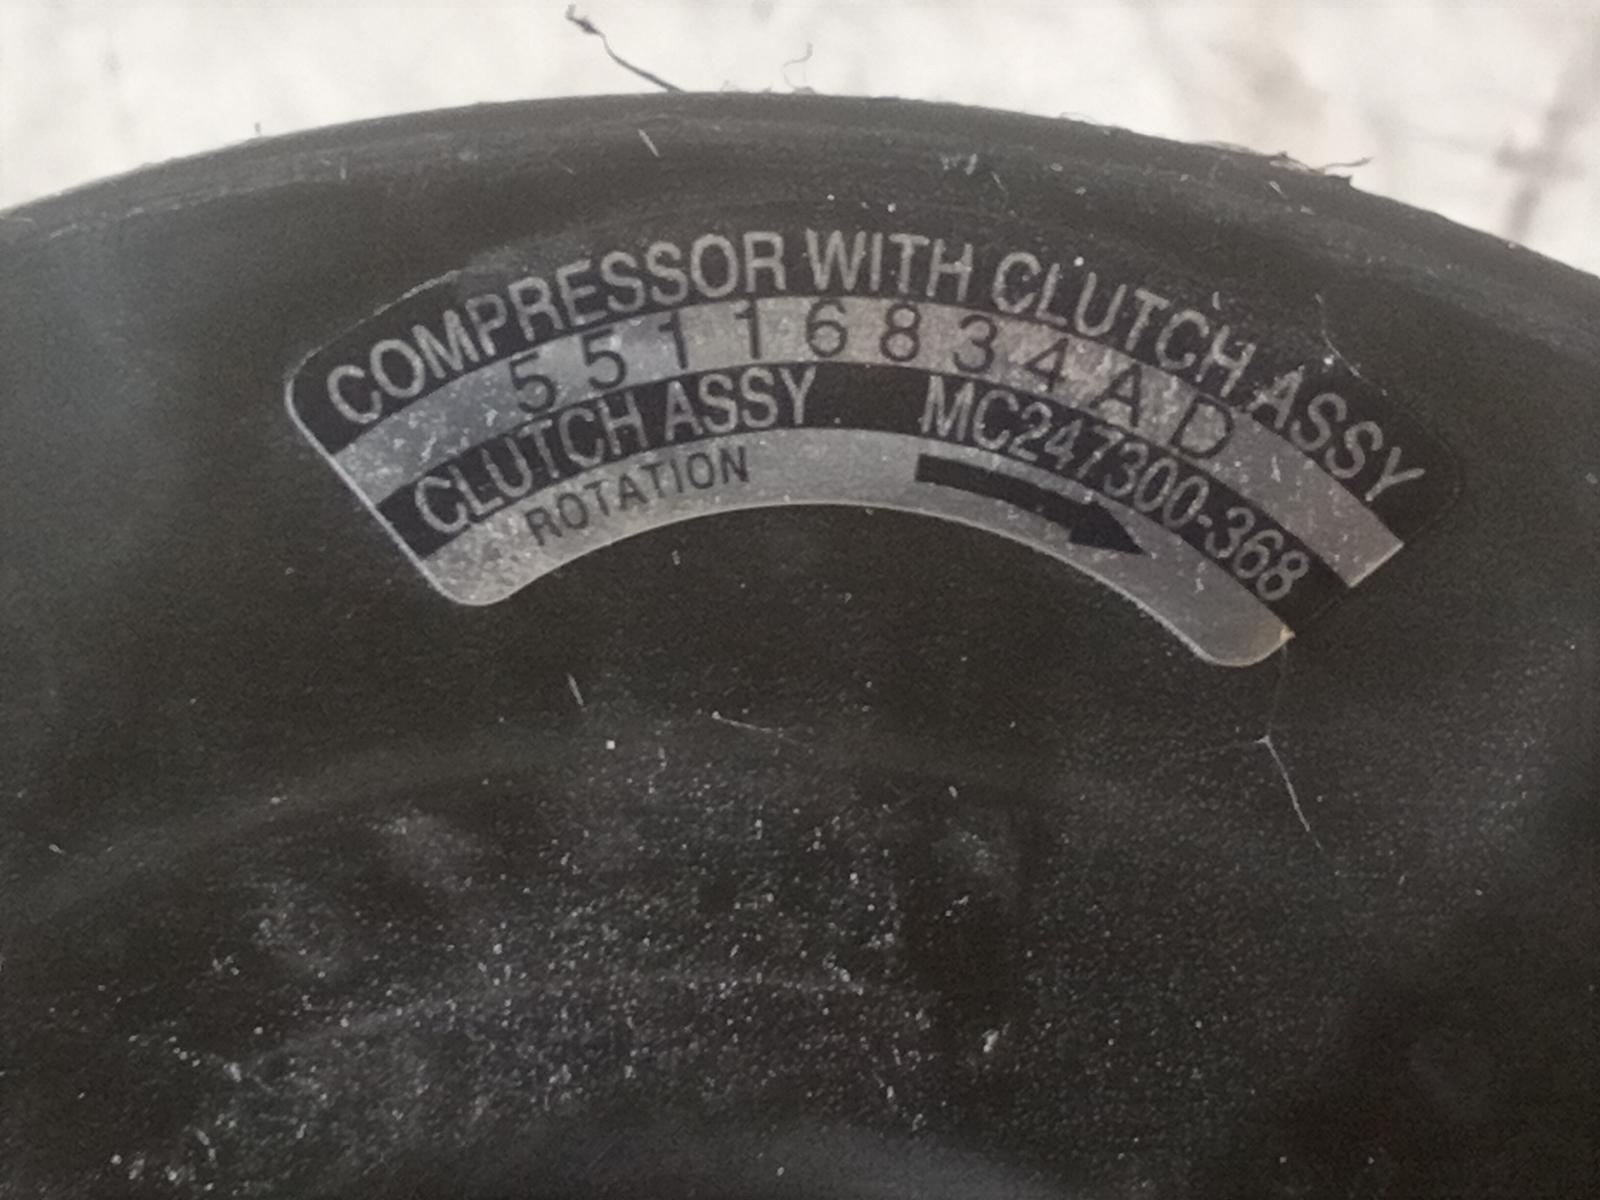 COMPRESSOR WITH CLUTCH ASSY
55116834AD
CLUTCH ASSY MC247300-368
ROTATION